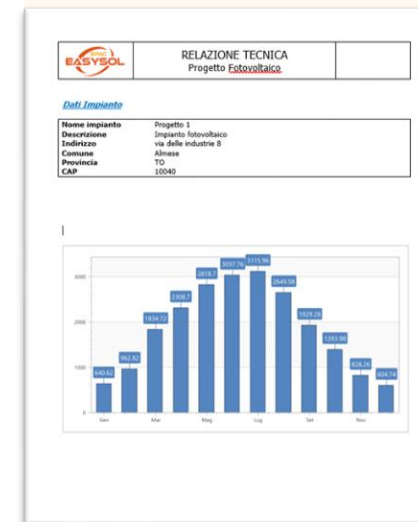 SPAC
EASYSOL
RELAZIONE TECNICA
Progetto Fotovoltaico
Dati Impianto
Nome impianto Progetto 1
Descrizione Impianto fotovoltaico
Indirizzo via delle industrie 8
Comune Almese
Provincia TO
CAP 10040
3115.96
3037.76
2818.7
2649.58
3000
2308.7
1834.72
1929.26
2000
1393.98
962.82
640.62
828.26
604.74
1000
0
Gen Mar Mag Lug Set Nov